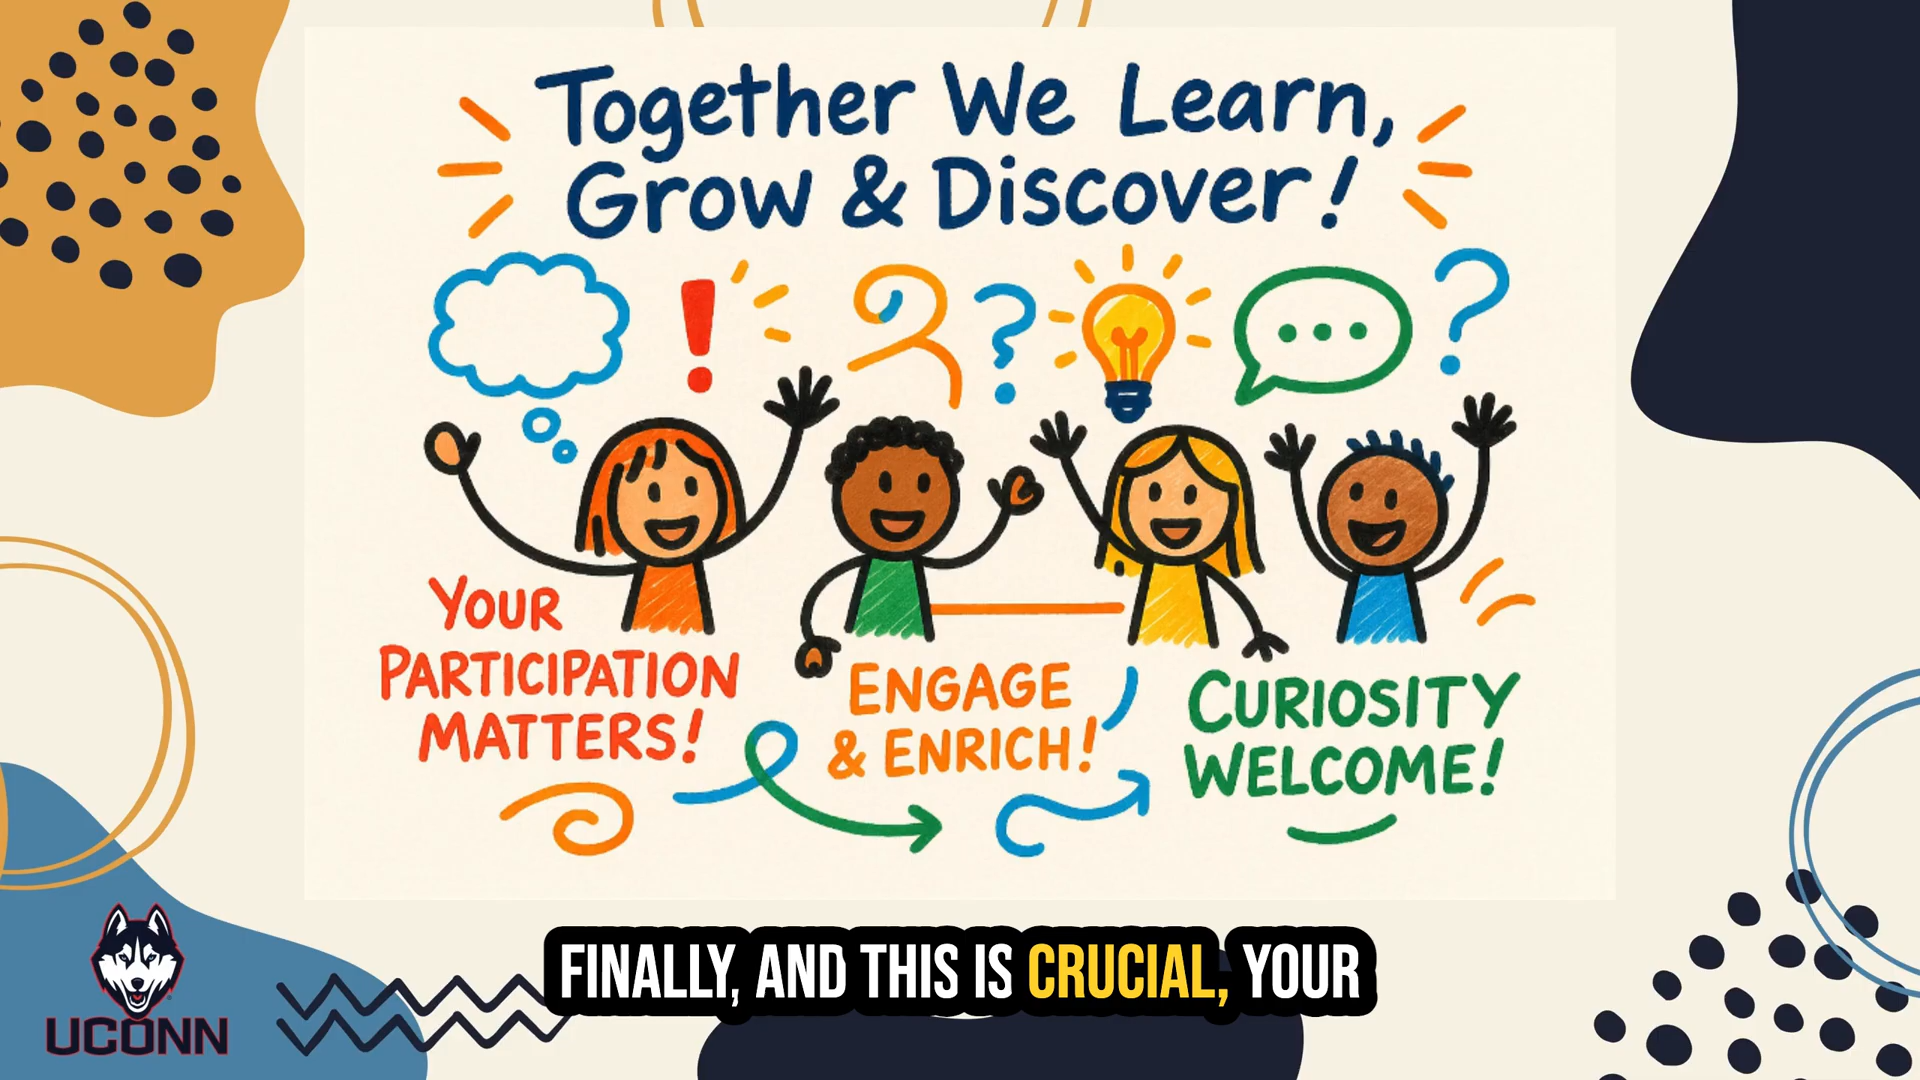 Together We Learn,
Grow & Discover!
YOUR
PARTICIPATION
MATTERS!
ENGAGE
& ENRICH!
CURIOSITY
WELCOME!
FINALLY, AND THIS IS CRUCIAL, YOUR
UCONN